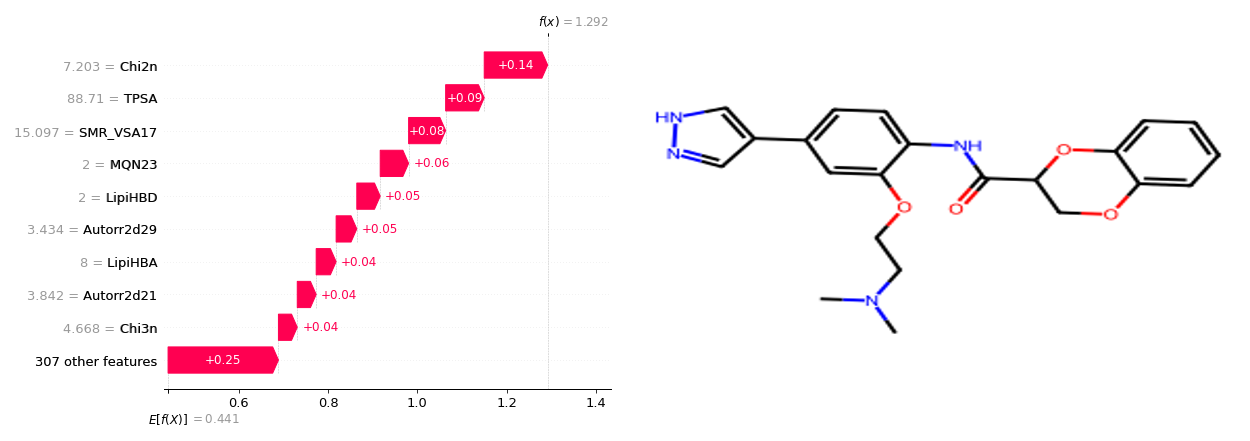 f(x) = 1.292
7.203 = Chi2n
+0.14
88.71 = TPSA
+0.09
15.097 = SMR_VSA17
+0.08
2 = MQN23
+0.06
2 = LipiHBD
+0.05
3.434 = Autorr2d29
+0.05
8 = LipiHBA
+0.04
3.842 = Autorr2d21
+0.04
4.668 = Chi3n
+0.04
307 other features
+0.25
0.6 0.8 1.0 1.2 1.4
E[f(X)] = 0.441
HN
N
O
N
NH
O
O
O